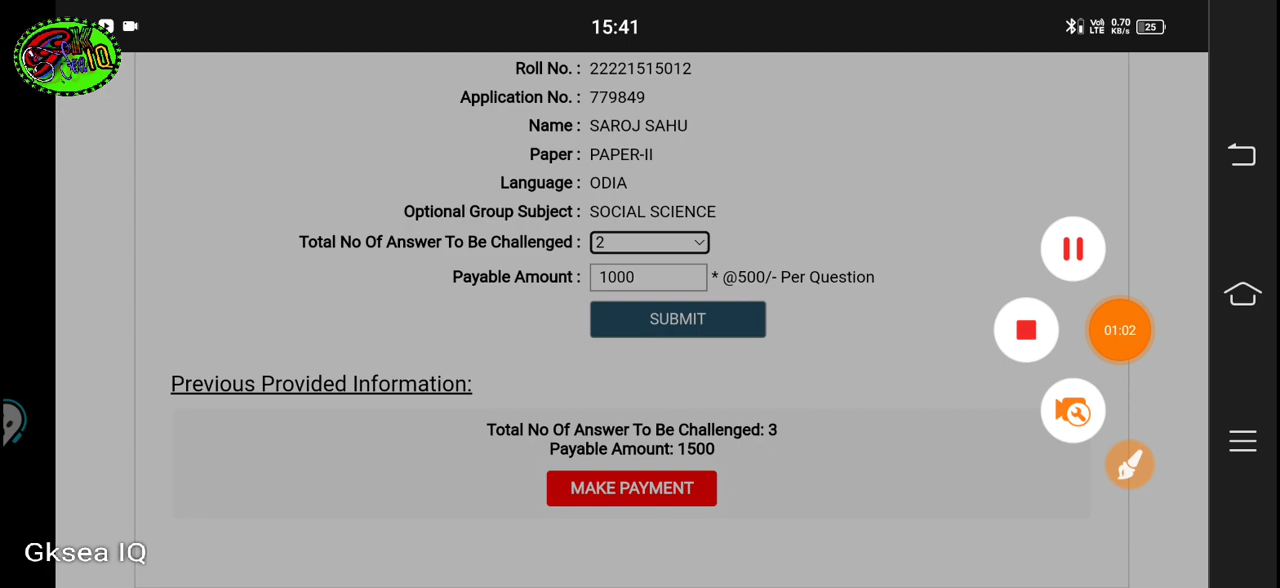 15:41
VoLTE 0.70 KB/s 25
Roll No. : 22221515012
Application No. : 779849
Name : SAROJ SAHU
Paper : PAPER-II
Language : ODIA
Optional Group Subject : SOCIAL SCIENCE
Total No Of Answer To Be Challenged : 2
Payable Amount : 1000 * @500/- Per Question
SUBMIT
01:02
Previous Provided Information:
Total No Of Answer To Be Challenged: 3
Payable Amount: 1500
MAKE PAYMENT
Gksea IQ